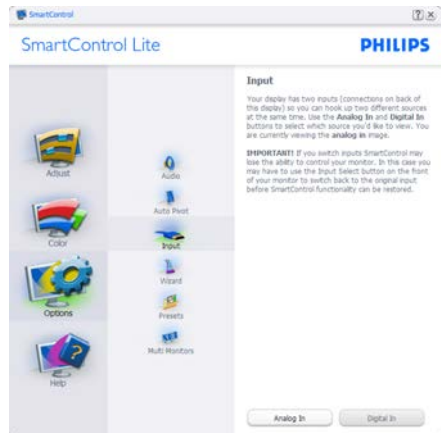 SmartControl
SmartControl Lite
PHILIPS
Adjust
Color
Options
Help
Audio
Auto Pivot
Input
Wizard
Presets
Multi Monitors
Input
Your display has two inputs (connections on back of
the display) so you can hook up two different sources
at the same time. Use the Analog In and Digital In
buttons to select which source you'd like to view. You
are currently viewing the analog in image.
IMPORTANT! If you switch inputs SmartControl may
lose the ability to control your monitor. In this case you
may have to use the Input Select button on the front
of your monitor to switch back to the original input
before SmartControl functionality can be restored.
Analog In
Digital In